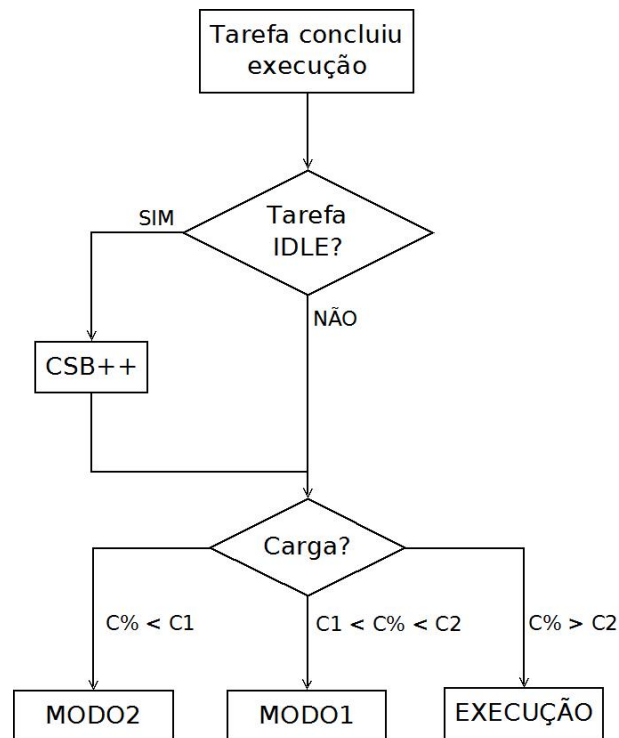 Tarefa concluiu
execução
Tarefa
IDLE?
SIM
NÃO
CSB++
Carga?
C% < C1
C1 < C% < C2
C% > C2
MODO2
MODO1
EXECUÇÃO